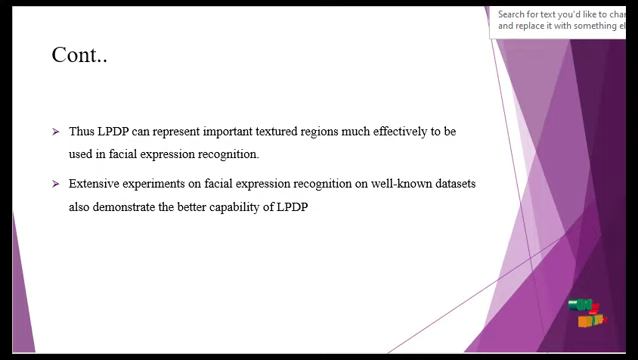 Search for text you'd like to
and replace it with something
Cont..
Thus LPDP can represent important textured regions much effectively to be
used in facial expression recognition.
Extensive experiments on facial expression recognition on well-known datasets
also demonstrate the better capability of LPDP